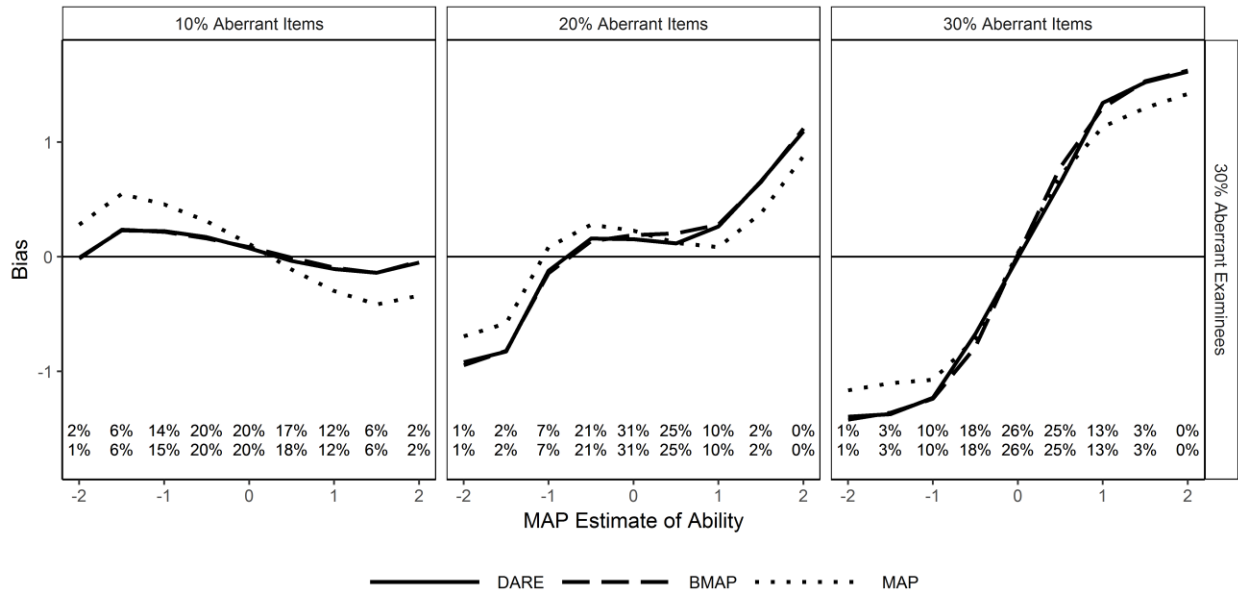 10% Aberrant Items
20% Aberrant Items
30% Aberrant Items
Bias
1
0
-1
30% Aberrant Examinees
2% 6% 14% 20% 20% 17% 12% 6% 2%
1% 6% 15% 20% 20% 18% 12% 6% 2%
1% 2% 7% 21% 31% 25% 10% 2% 0%
1% 2% 7% 21% 31% 25% 10% 2% 0%
1% 3% 10% 18% 26% 25% 13% 3% 0%
1% 3% 10% 18% 26% 25% 13% 3% 0%
-2 -1 0 1 2
-2 -1 0 1 2
-2 -1 0 1 2
MAP Estimate of Ability
DARE BMAP MAP